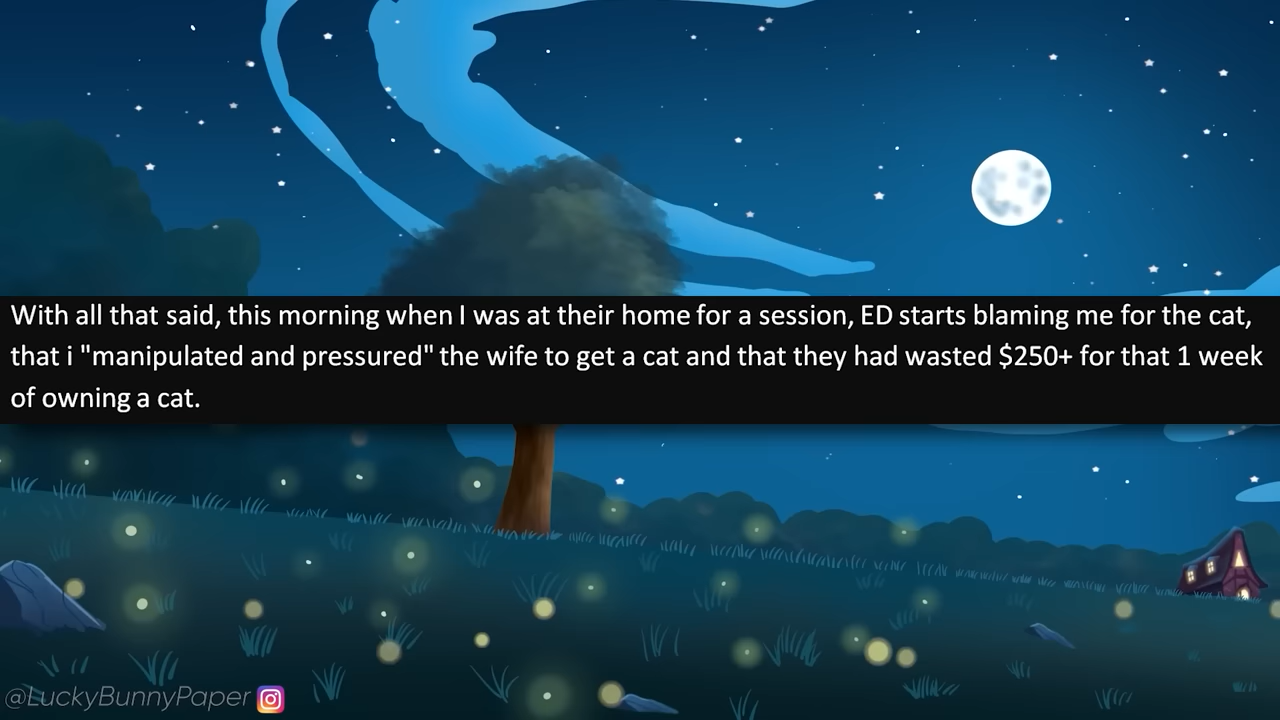 With all that said, this morning when I was at their home for a session, ED starts blaming me for the cat,
that i "manipulated and pressured" the wife to get a cat and that they had wasted $250+ for that 1 week
of owning a cat.
@LuckyBunnyPaper